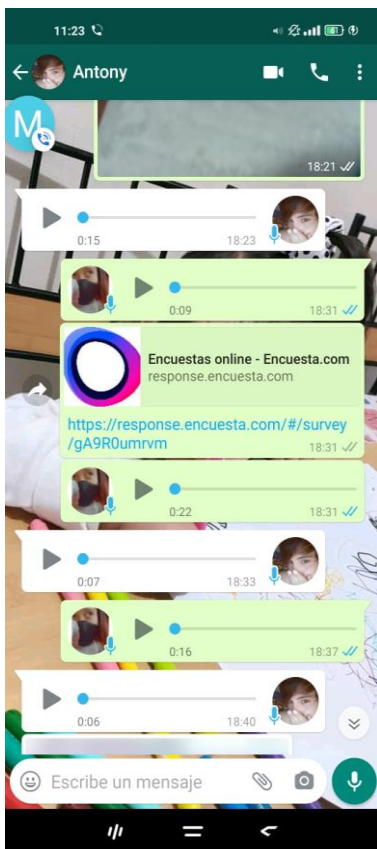 11:23
61
Antony
M
18:21
0:15 18:23
0:09 18:31
Encuestas online - Encuesta.com
response.encuesta.com
https://response.encuesta.com/#/survey
/gA9R0umrvm
18:31
0:22 18:31
0:07 18:33
0:16 18:37
0:06 18:40
Escribe un mensaje